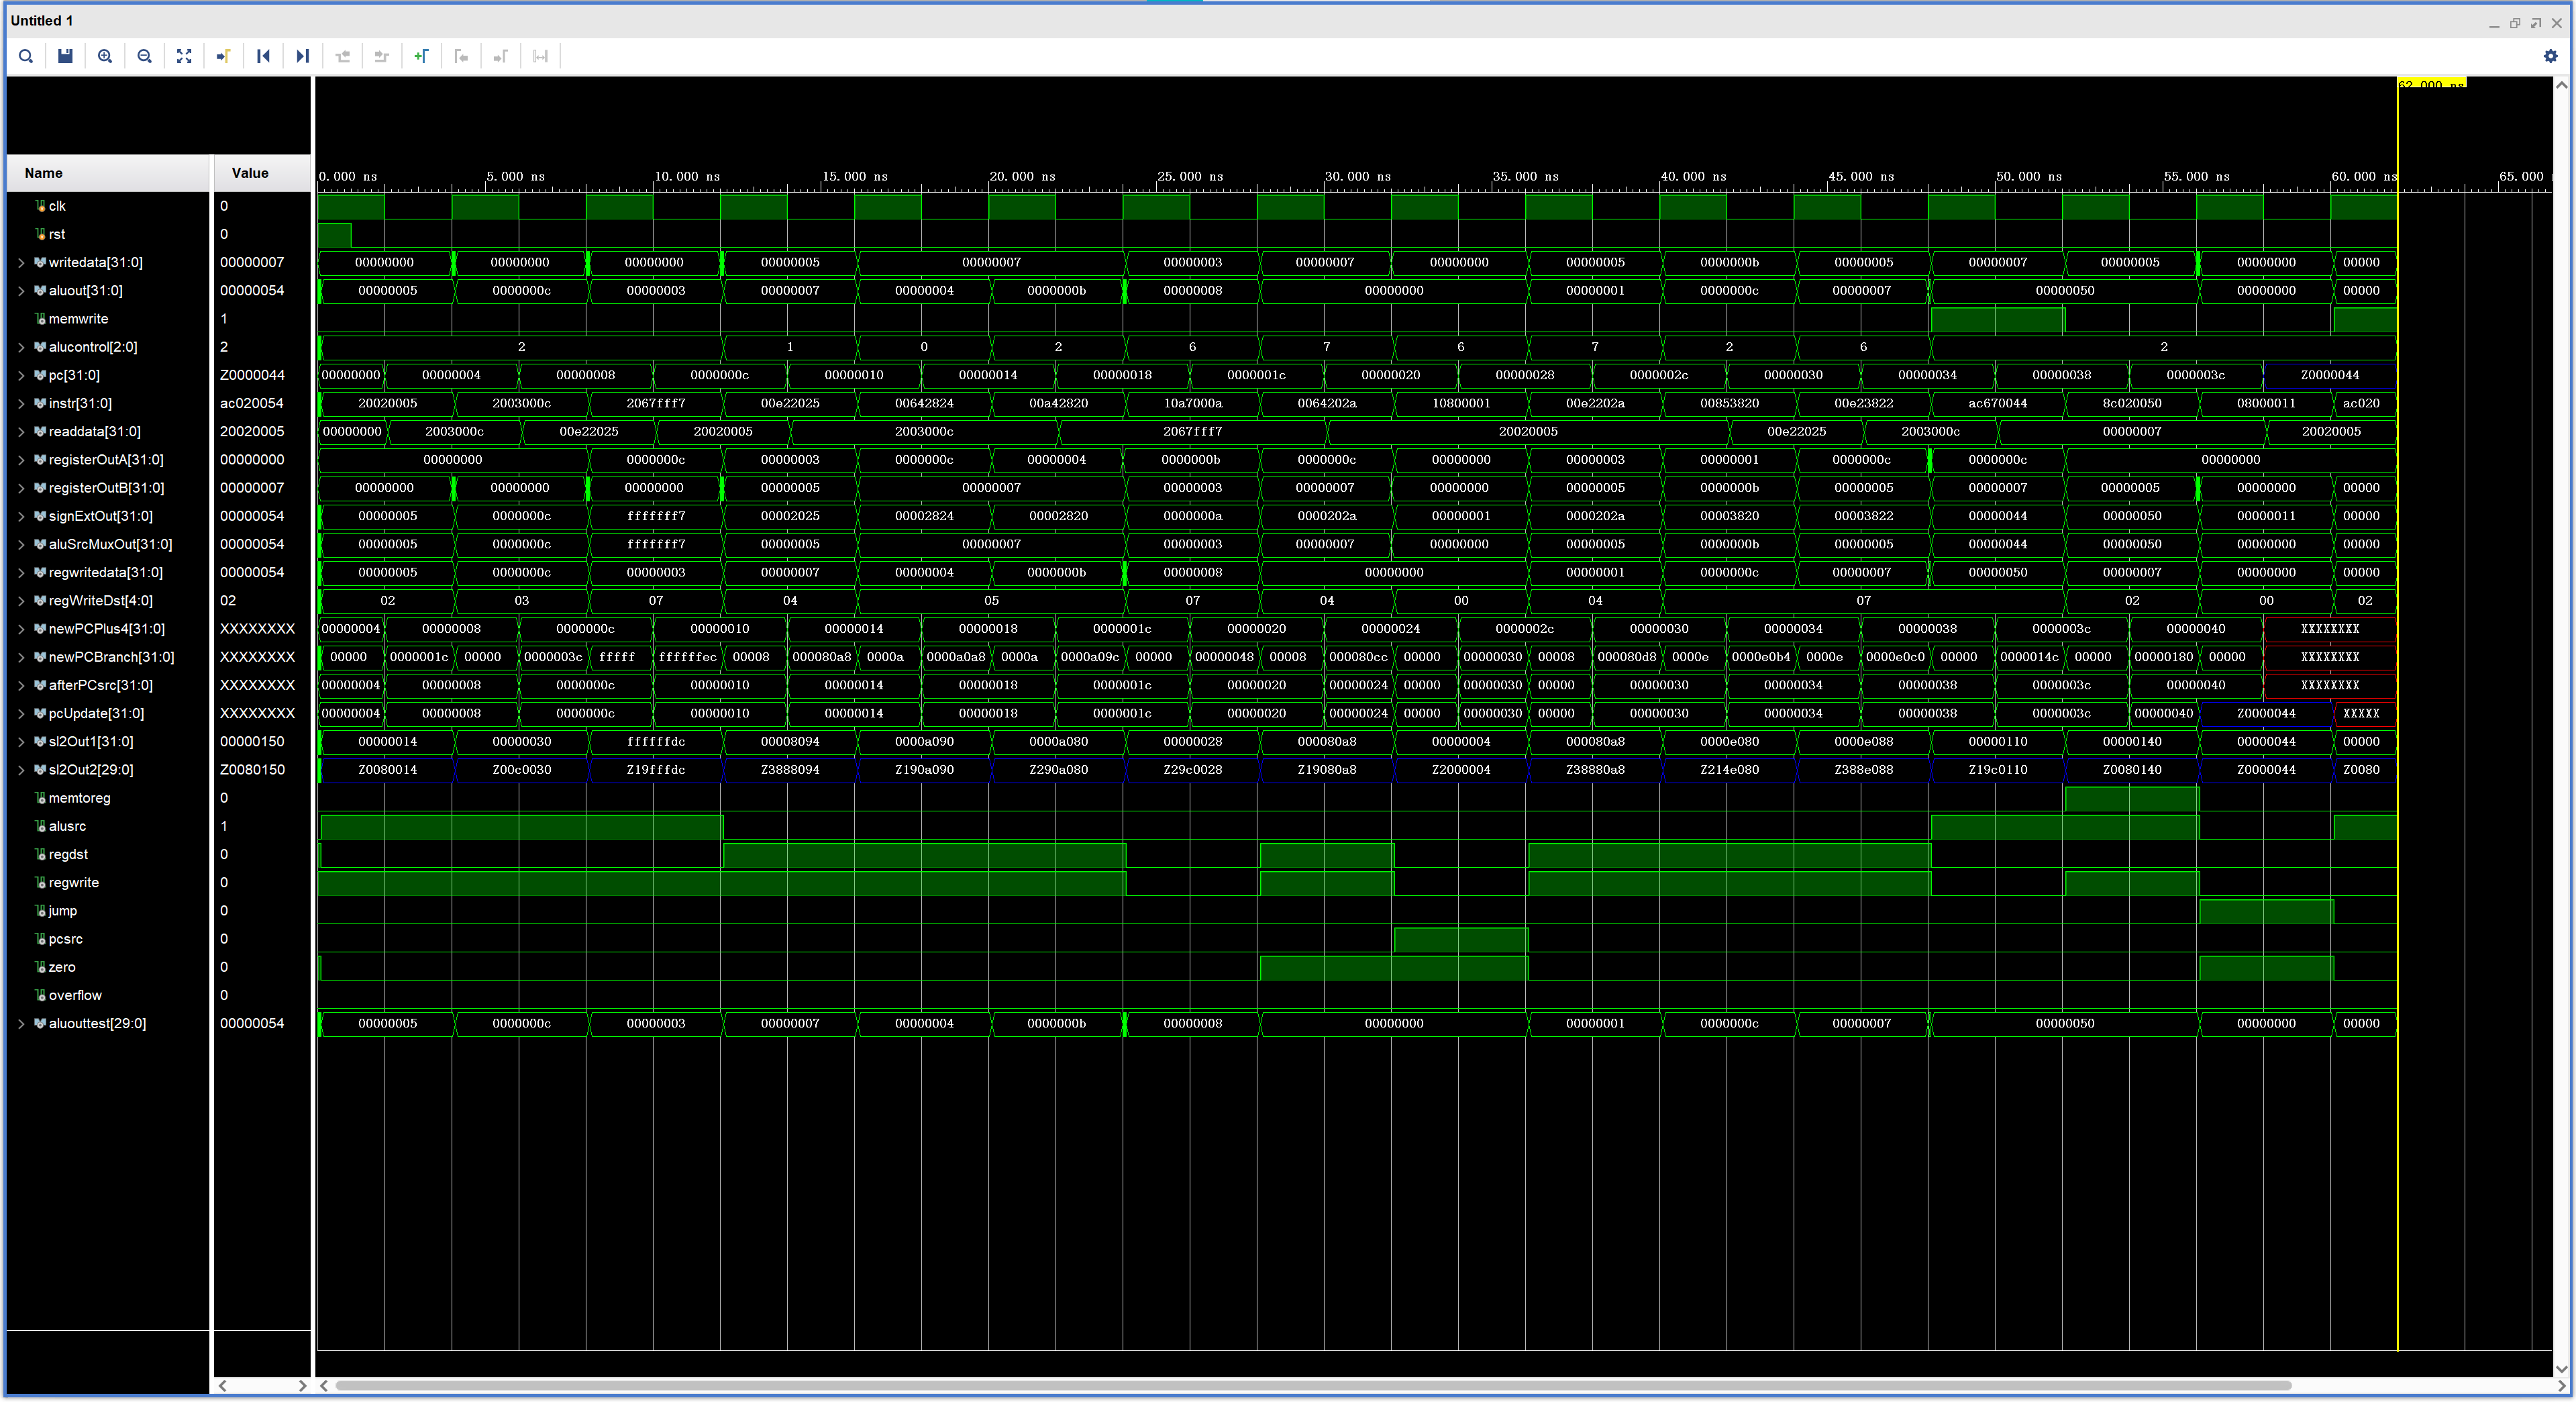 Untitled 1
62.000 ns
Name Value
0.000 ns 5.000 ns 10.000 ns 15.000 ns 20.000 ns 25.000 ns 30.000 ns 35.000 ns 40.000 ns 45.000 ns 50.000 ns 55.000 ns 60.000 ns 65.000
clk 0
rst 0
writedata[31:0] 00000007 00000000 00000000 00000000 00000005 00000007 00000003 00000007 00000000 00000005 0000000b 00000005 00000007 00000005 00000000 00000
aluout[31:0] 00000054 00000005 0000000c 00000003 00000007 00000004 0000000b 00000008 00000000 00000001 0000000c 00000007 00000050 00000000 00000
memwrite 1
alucontrol[2:0] 2 2 1 0 2 6 7 6 7 2 6 2
pc[31:0] Z0000044 00000000 00000004 00000008 0000000c 00000010 00000014 00000018 0000001c 00000020 00000028 0000002c 00000030 00000034 00000038 0000003c Z0000044
instr[31:0] ac020054 20020005 2003000c 2067fff7 00e22025 00642824 00a42820 10a7000a 0064202a 10800001 00e2202a 00853820 00e23822 ac670044 8c020050 08000011 ac020
readdata[31:0] 20020005 00000000 2003000c 00e22025 20020005 2003000c 2067fff7 20020005 00e22025 2003000c 00000007 20020005
registerOutA[31:0] 00000000 00000000 0000000c 00000003 0000000c 00000004 0000000b 0000000c 00000000 00000003 00000001 0000000c 0000000c 00000000
registerOutB[31:0] 00000007 00000000 00000000 00000000 00000005 00000007 00000003 00000007 00000000 00000005 0000000b 00000005 00000007 00000005 00000000 00000
signExtOut[31:0] 00000054 00000005 0000000c fffffff7 00002025 00002824 00002820 0000000a 0000202a 00000001 0000202a 00003820 00003822 00000044 00000050 00000011 00000
aluSrcMuxOut[31:0] 00000054 00000005 0000000c fffffff7 00000005 00000007 00000003 00000007 00000000 00000005 0000000b 00000005 00000044 00000050 00000000 00000
regwritedata[31:0] 00000054 00000005 0000000c 00000003 00000007 00000004 0000000b 00000008 00000000 00000001 0000000c 00000007 00000050 00000007 00000000 00000
regWriteDst[4:0] 02 02 03 07 04 05 07 04 00 04 07 02 00 02
newPCPlus4[31:0] XXXXXXXX 00000004 00000008 0000000c 00000010 00000014 00000018 0000001c 00000020 00000024 0000002c 00000030 00000034 00000038 0000003c 00000040 XXXXXXXX
newPCBranch[31:0] XXXXXXXX 00000 0000001c 00000 0000003c fffff ffffffec 00008 000080a8 0000a 0000a0a8 0000a 0000a09c 00000 00000048 00008 000080cc 00000 00000030 00008 000080d8 0000e 0000e0b4 0000e 0000e0c0 00000 0000014c 00000 00000180 00000 XXXXXXXX
afterPCsrc[31:0] XXXXXXXX 00000004 00000008 0000000c 00000010 00000014 00000018 0000001c 00000020 00000024 00000 00000030 00000 00000030 00000034 00000038 0000003c 00000040 XXXXXXXX
pcUpdate[31:0] XXXXXXXX 00000004 00000008 0000000c 00000010 00000014 00000018 0000001c 00000020 00000024 00000 00000030 00000 00000030 00000034 00000038 0000003c 00000040 Z0000044 XXXXX
sl2Out1[31:0] 00000150 00000014 00000030 ffffffdc 00008094 0000a090 0000a080 00000028 000080a8 00000004 000080a8 0000e080 0000e088 00000110 00000140 00000044 00000
sl2Out2[29:0] Z0080150 Z0080014 Z00c0030 Z19fffdc Z3888094 Z190a090 Z290a080 Z29c0028 Z19080a8 Z2000004 Z38880a8 Z214e080 Z388e088 Z19c0110 Z0080140 Z0000044 Z0080
memtoreg 0
alusrc 1
regdst 0
regwrite 0
jump 0
pcsrc 0
zero 0
overflow 0
aluouttest[29:0] 00000054 00000005 0000000c 00000003 00000007 00000004 0000000b 00000008 00000000 00000001 0000000c 00000007 00000050 00000000 00000